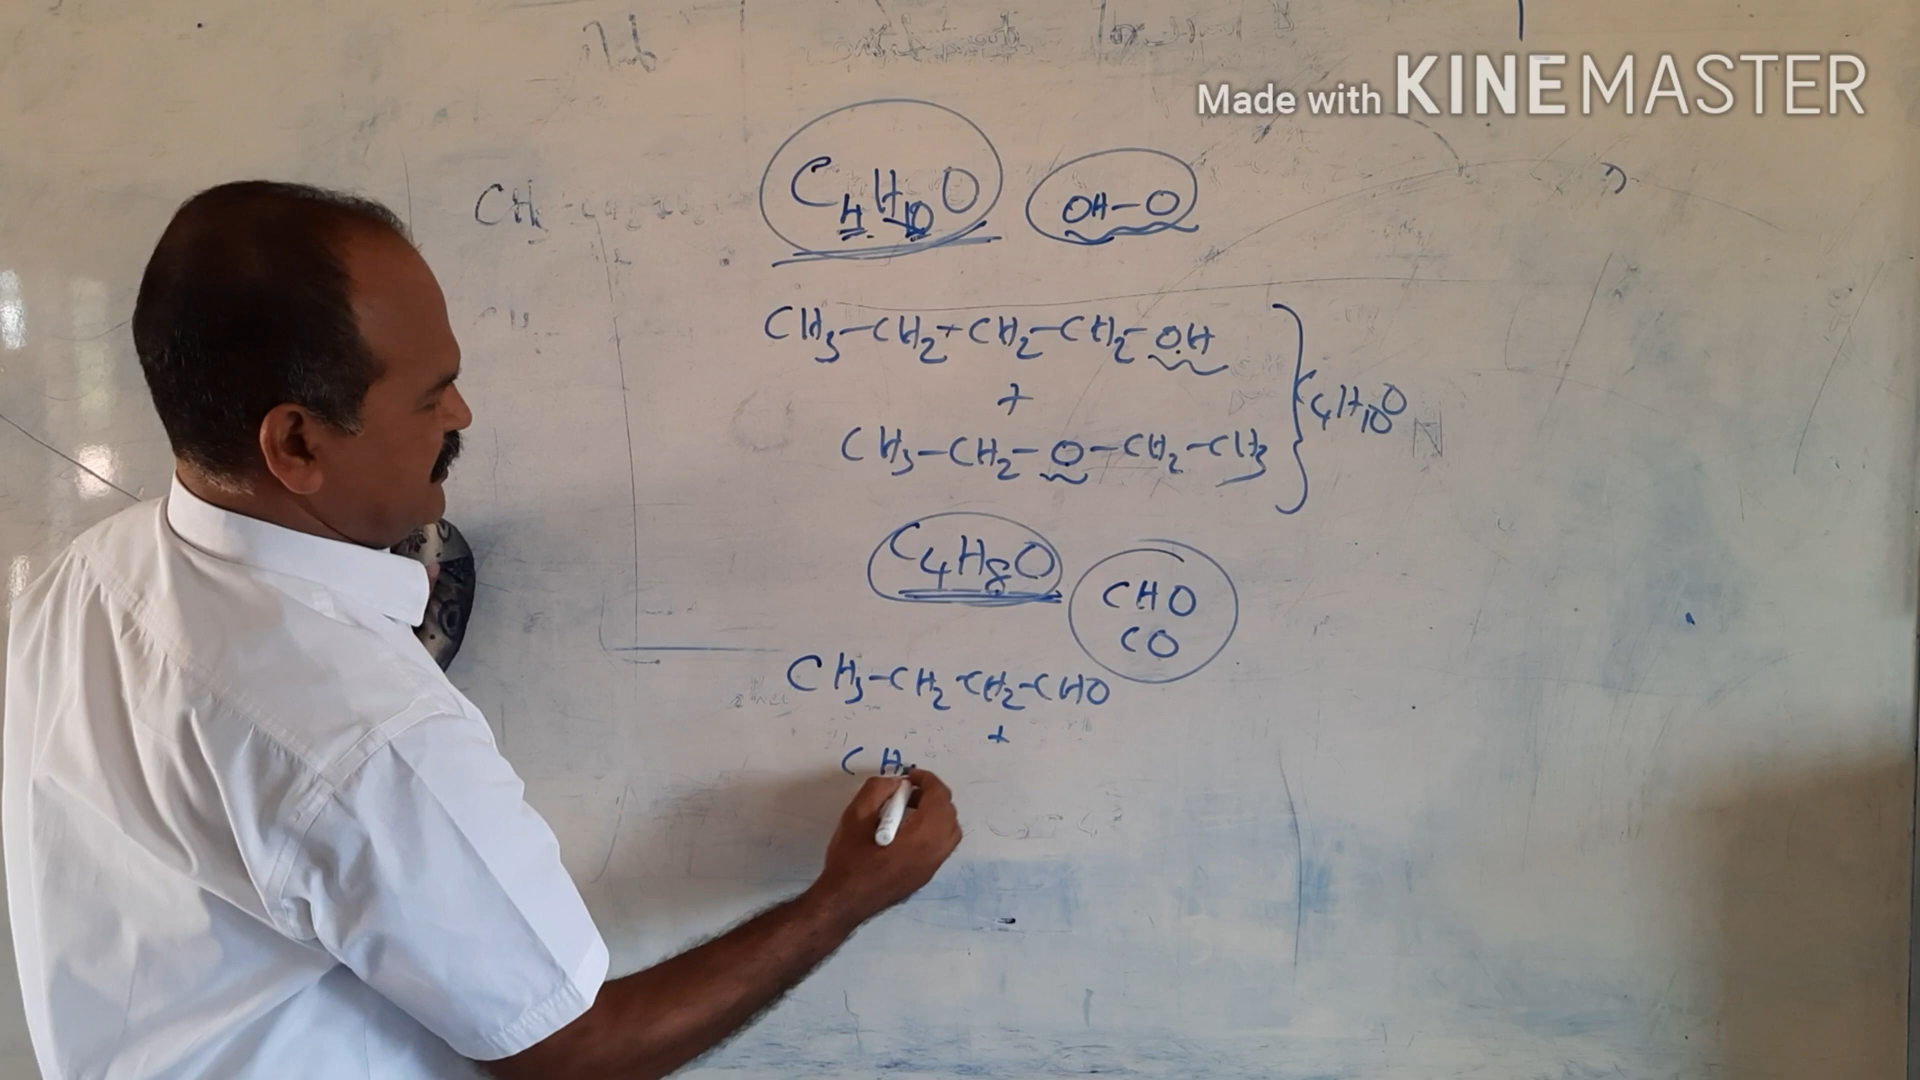 Made with KINEMASTER
C4H10O OH-O
CH3-CH2+CH2-CH2-OH
+
C4H10O
CH3-CH2-O-CH2-CH3
C4H8O
CHO
CO
CH3-CH2-CH2-CHO
+
CH